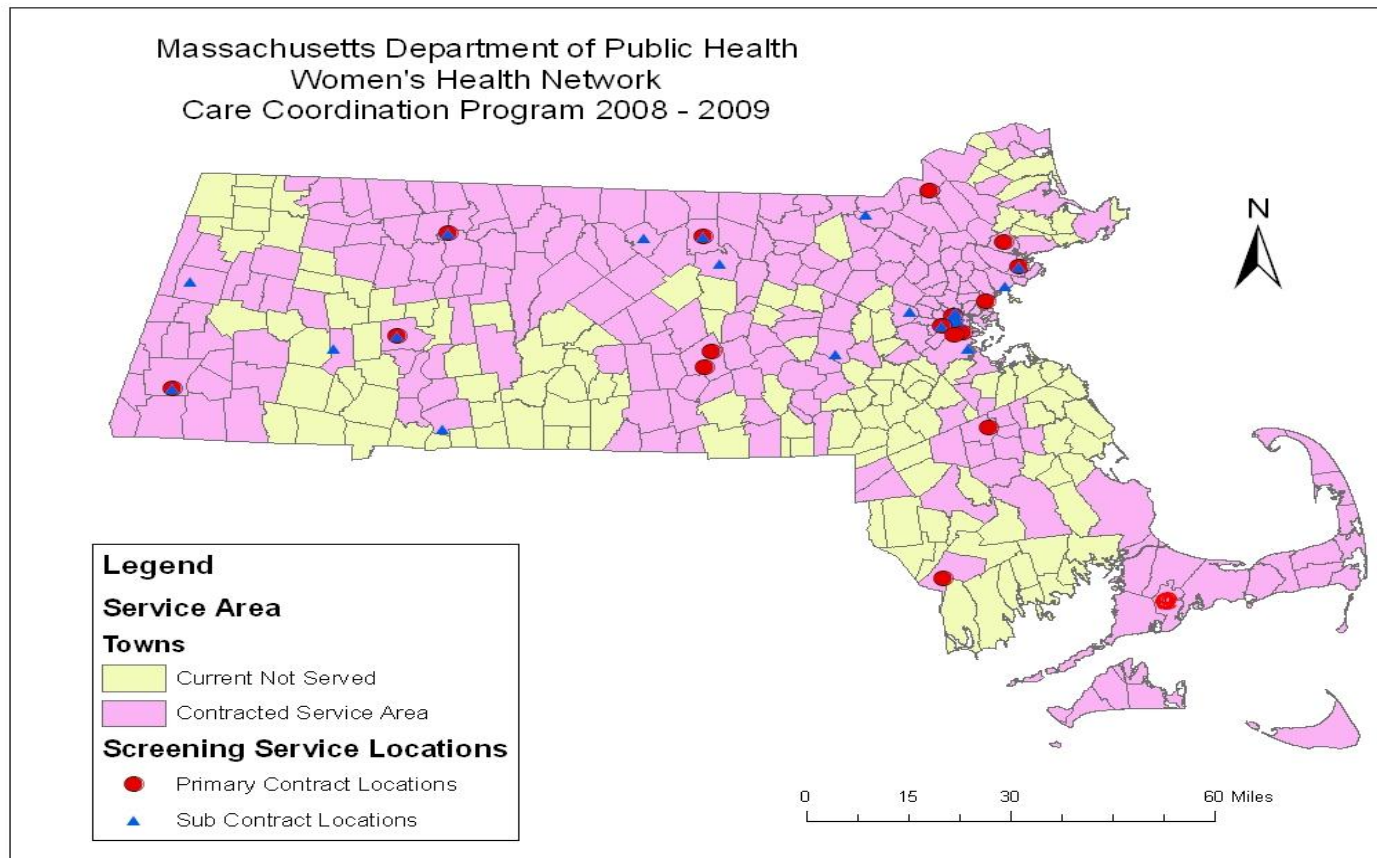 Massachusetts Department of Public Health
Women's Health Network
Care Coordination Program 2008 - 2009
N
Legend
Service Area
Towns
Current Not Served
Contracted Service Area
Screening Service Locations
Primary Contract Locations
Sub Contract Locations
0 15 30 60 Miles